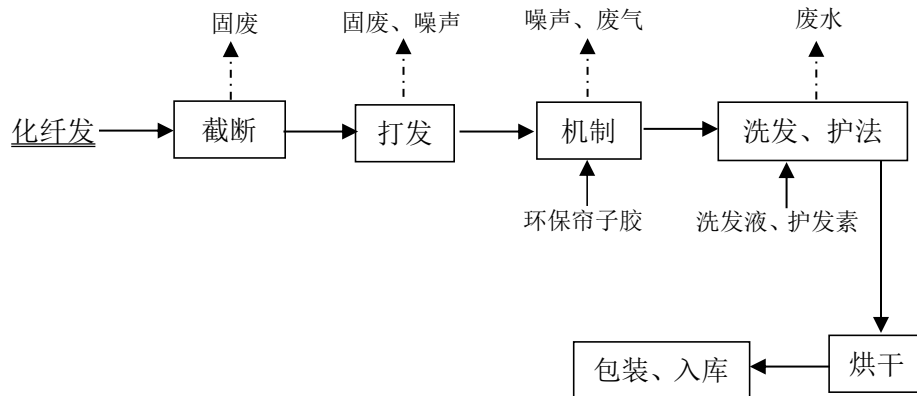 固废
固废、噪声
噪声、废气
废水
化纤发
截断
打发
机制
洗发、护法
环保帘子胶
洗发液、护发素
包装、入库
烘干